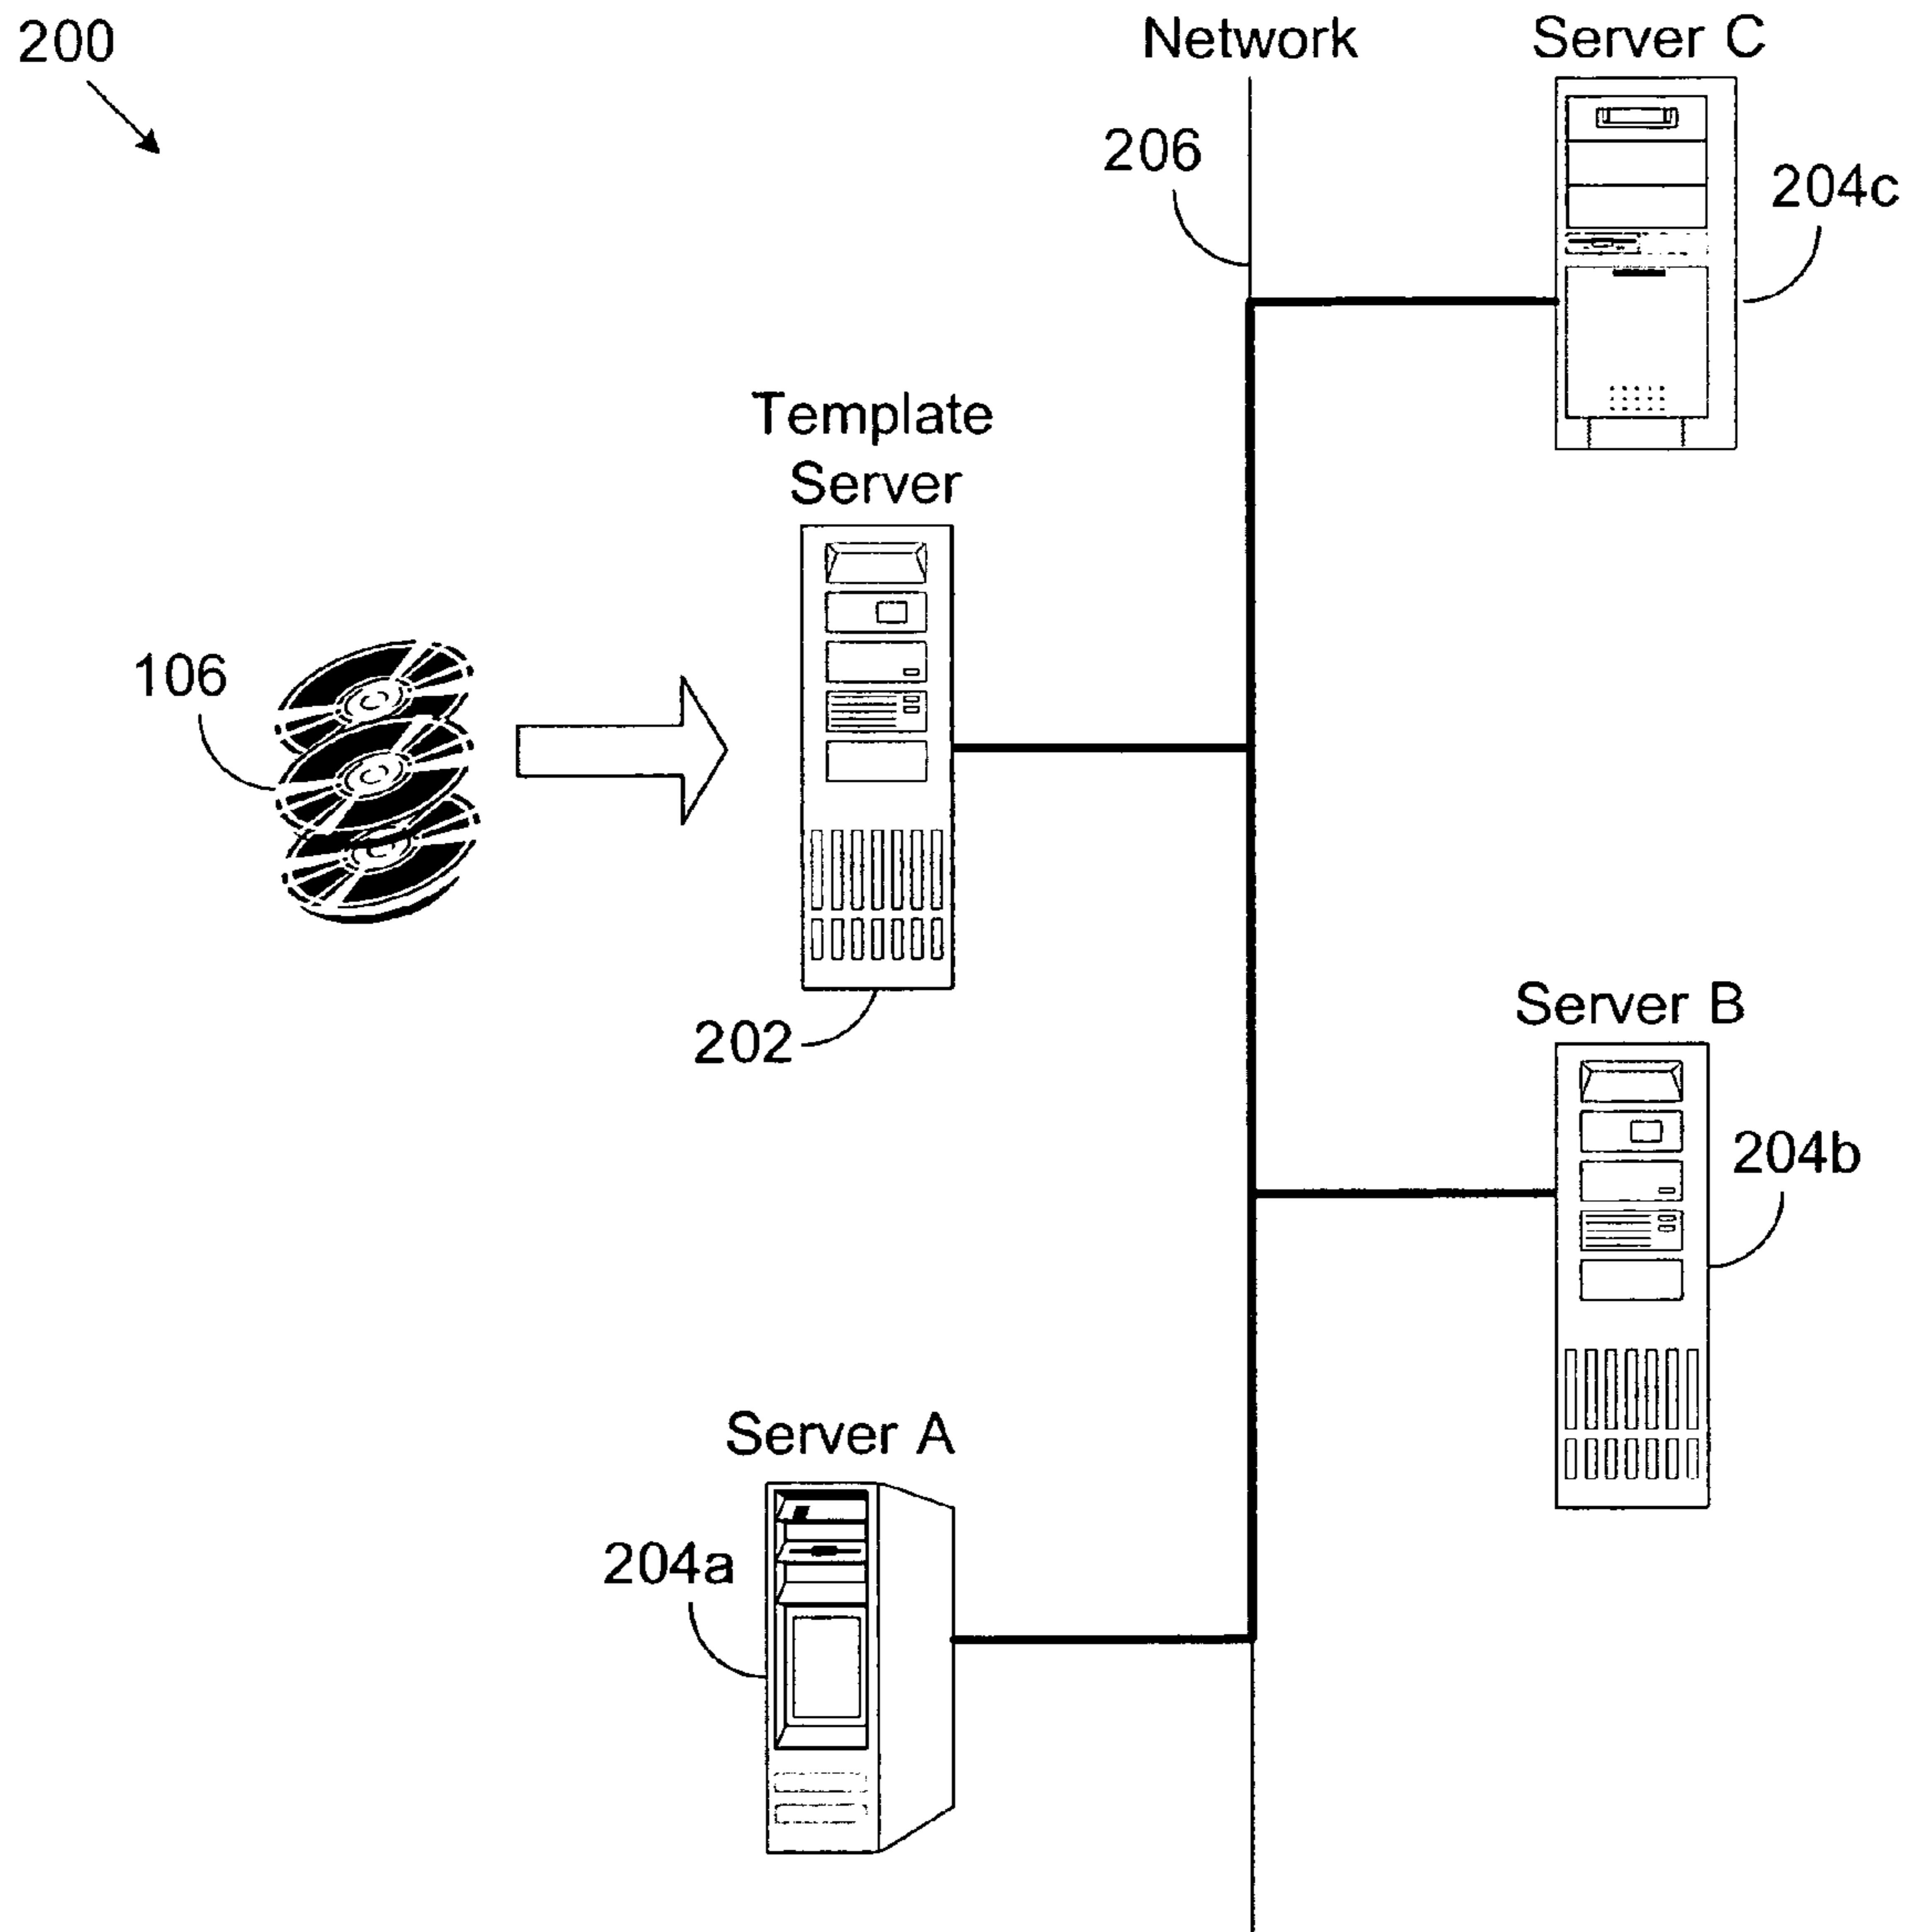 200
Network
Server C
206
204c
Template
Server
106
202
Server B
204b
Server A
204a